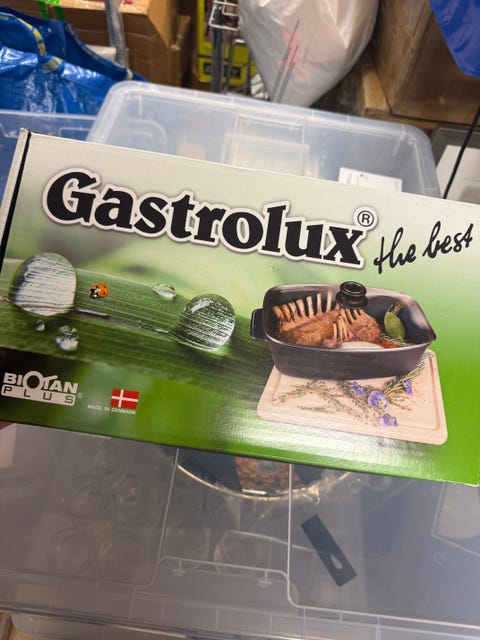 Gastrolux®
the best
BIOTAN
PLUS®
MADE IN DENMARK